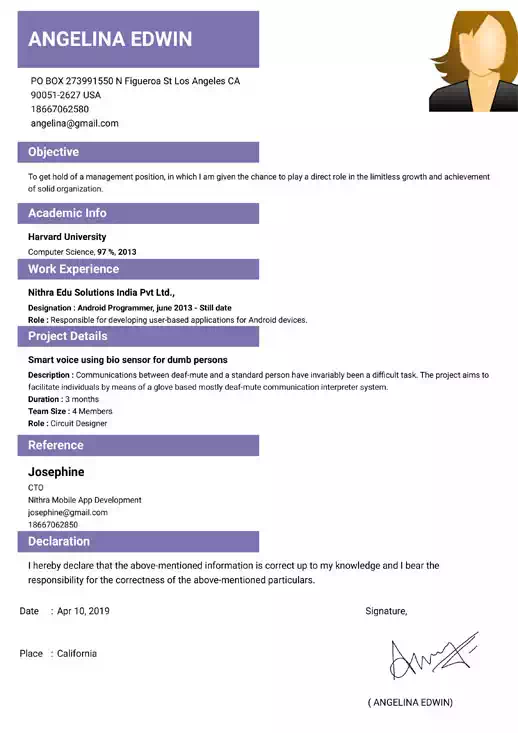 ANGELINA EDWIN
PO BOX 273991550 N Figueroa St Los Angeles CA
90051-2627 USA
18667062580
angelina@gmail.com
Objective
To get hold of a management position, in which I am given the chance to play a direct role in the limitless growth and achievement
of solid organization.
Academic Info
Harvard University
Computer Science, 97 %, 2013
Work Experience
Nithra Edu Solutions India Pvt Ltd.,
Designation : Android Programmer, june 2013 - Still date
Role : Responsible for developing user-based applications for Android devices.
Project Details
Smart voice using bio sensor for dumb persons
Description : Communications between deaf-mute and a standard person have invariably been a difficult task. The project aims to
facilitate individuals by means of a glove based mostly deaf-mute communication interpreter system.
Duration : 3 months
Team Size : 4 Members
Role : Circuit Designer
Reference
Josephine
CTO
Nithra Mobile App Development
josephine@gmail.com
18667062850
Declaration
I hereby declare that the above-mentioned information is correct up to my knowledge and I bear the
responsibility for the correctness of the above-mentioned particulars.
Date : Apr 10, 2019 Signature,
Place : California
( ANGELINA EDWIN)